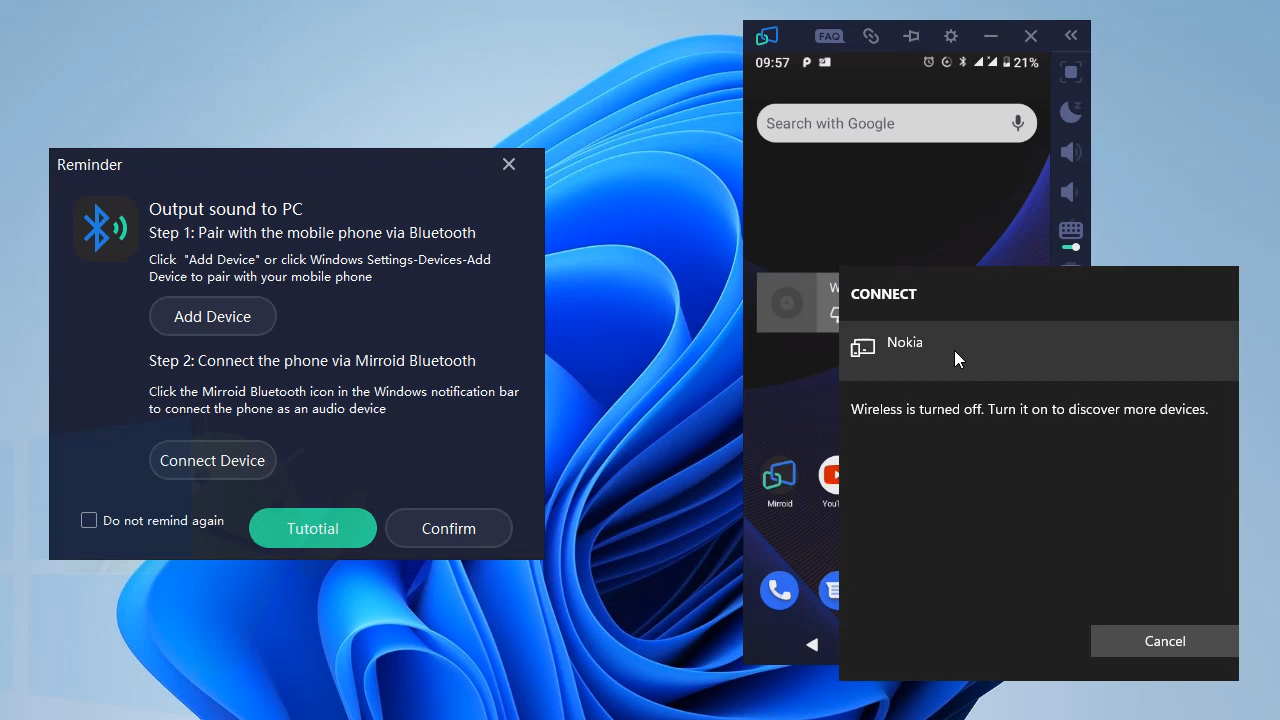 Reminder
Output sound to PC
Step 1: Pair with the mobile phone via Bluetooth
Click "Add Device" or click Windows Settings-Devices-Add
Device to pair with your mobile phone
Add Device
Step 2: Connect the phone via Mirroid Bluetooth
Click the Mirroid Bluetooth icon in the Windows notification bar
to connect the phone as an audio device
Connect Device
Do not remind again
Tutotial
Confirm
FAQ
09:57
21%
Search with Google
W
Mirroid
YouT
CONNECT
Nokia
Wireless is turned off. Turn it on to discover more devices.
Cancel